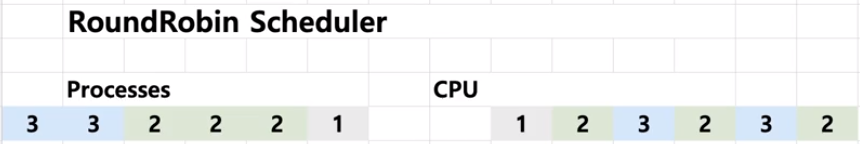 RoundRobin Scheduler
Processes CPU
3 3 2 2 2 1 1 2 3 2 3 2